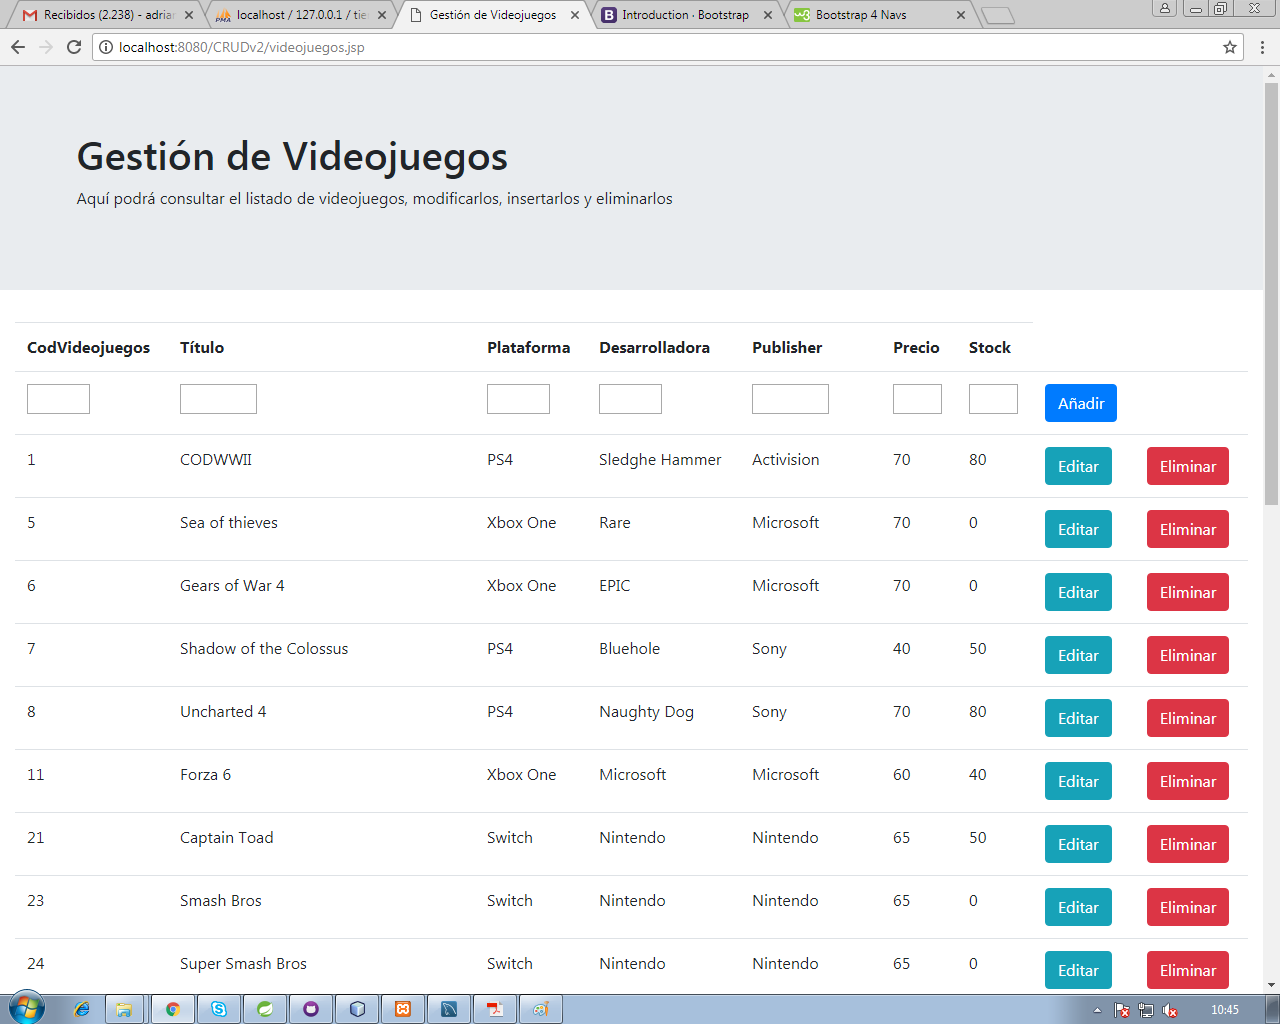 Recibidos (2.238) - adrian
localhost / 127.0.0.1 / tie
Gestión de Videojuegos
Introduction · Bootstrap
Bootstrap 4 Navs
localhost:8080/CRUDv2/videojuegos.jsp
Gestión de Videojuegos
Aquí podrá consultar el listado de videojuegos, modificarlos, insertarlos y eliminarlos
CodVideojuegos Título Plataforma Desarrolladora Publisher Precio Stock
Añadir
1 CODWWII PS4 Sledghe Hammer Activision 70 80 Editar Eliminar
5 Sea of thieves Xbox One Rare Microsoft 70 0 Editar Eliminar
6 Gears of War 4 Xbox One EPIC Microsoft 70 0 Editar Eliminar
7 Shadow of the Colossus PS4 Bluehole Sony 40 50 Editar Eliminar
8 Uncharted 4 PS4 Naughty Dog Sony 70 80 Editar Eliminar
11 Forza 6 Xbox One Microsoft Microsoft 60 40 Editar Eliminar
21 Captain Toad Switch Nintendo Nintendo 65 50 Editar Eliminar
23 Smash Bros Switch Nintendo Nintendo 65 0 Editar Eliminar
24 Super Smash Bros Switch Nintendo Nintendo 65 0 Editar Eliminar
10:45